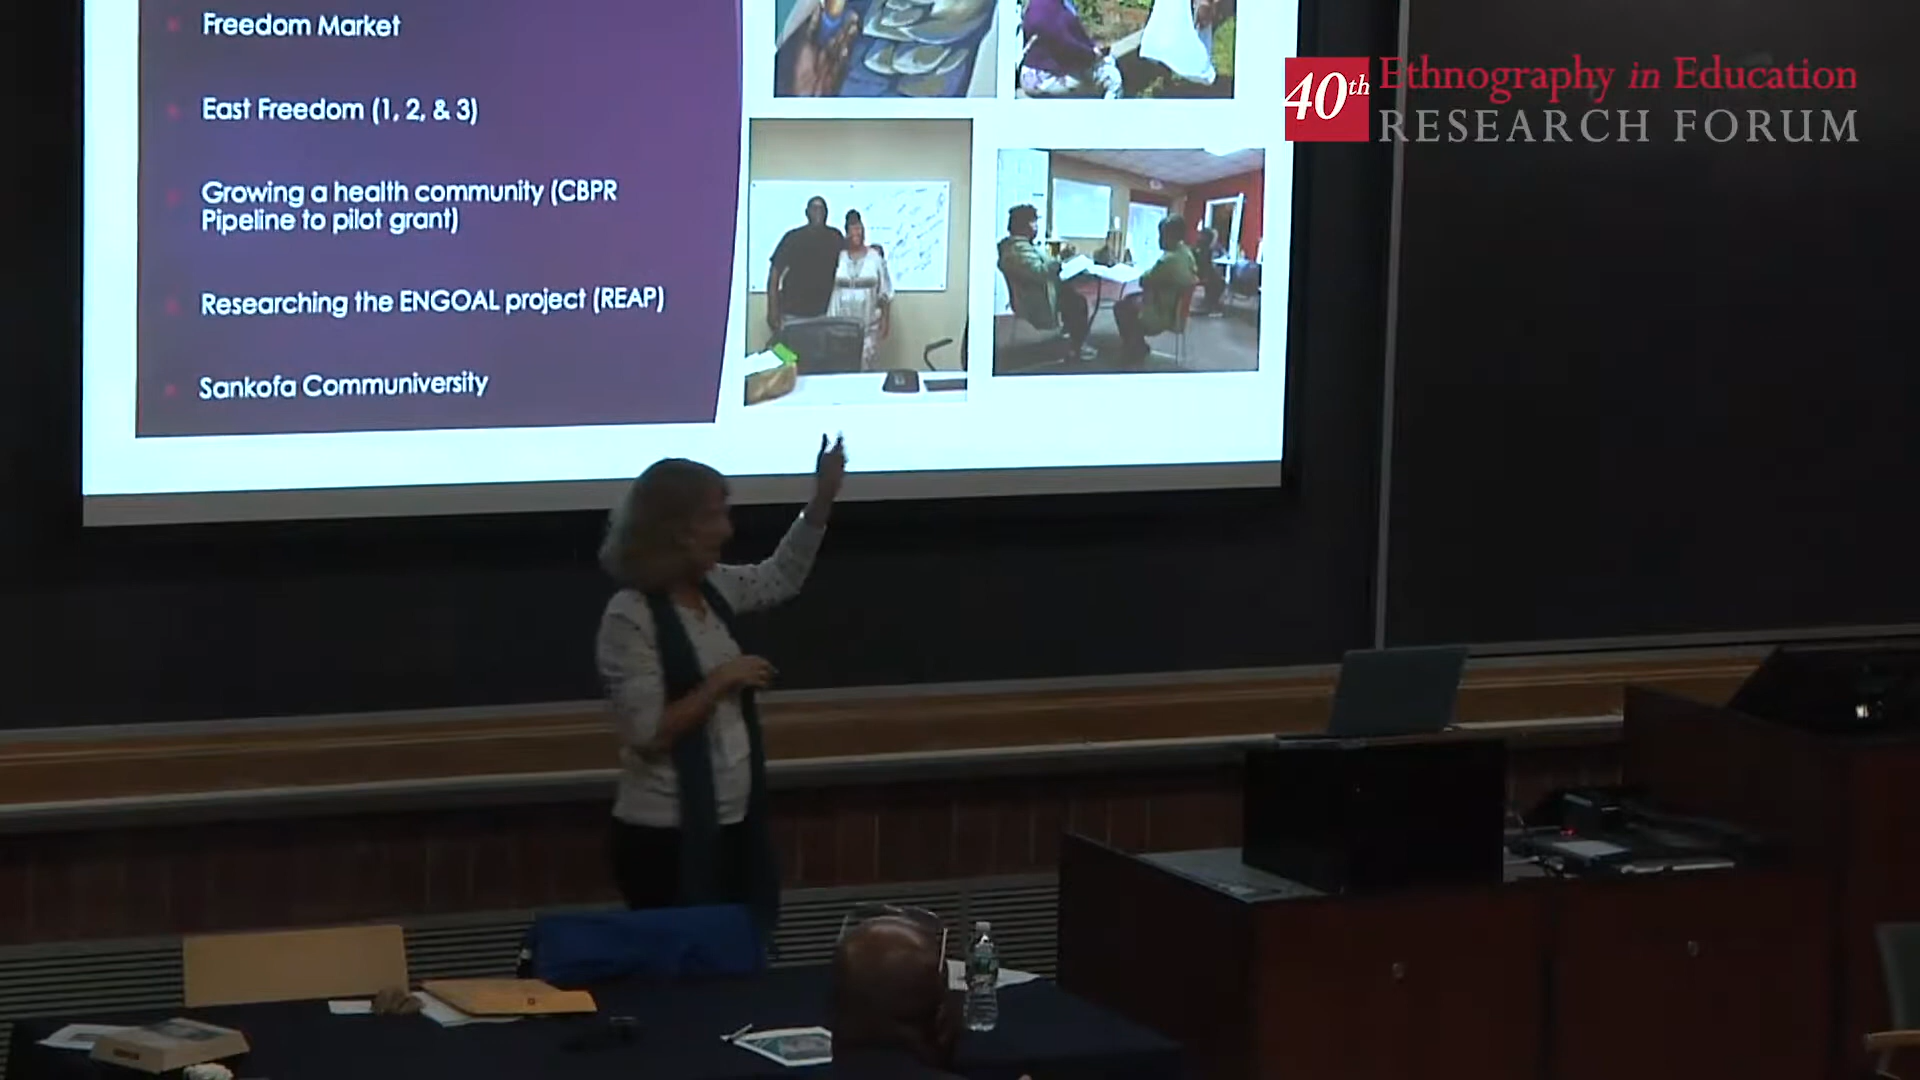 Freedom Market
East Freedom (1, 2, & 3)
Growing a health community (CBPR
Pipeline to pilot grant)
Researching the ENGOAL project (REAP)
Sankofa Communiversity
40th Ethnography in Education
RESEARCH FORUM